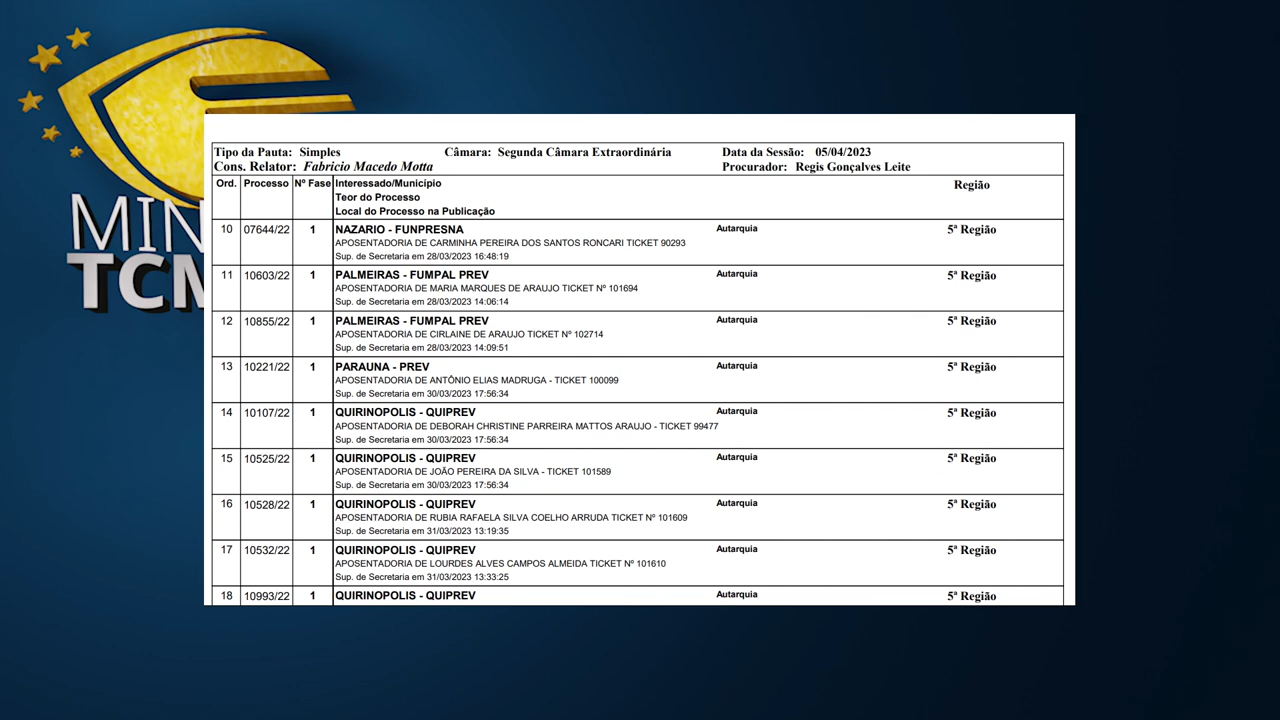 MIN
TCM
Tipo da Pauta: Simples Câmara: Segunda Câmara Extraordinária Data da Sessão: 05/04/2023
Cons. Relator: Fabricio Macedo Motta Procurador: Regis Gonçalves Leite
Ord. Processo Nº Fase Interessado/Município Região
Teor do Processo
Local do Processo na Publicação
10 07644/22 1 NAZARIO - FUNPRESNA Autarquia 5ª Região
APOSENTADORIA DE CARMINHA PEREIRA DOS SANTOS RONCARI TICKET 90293
Sup. de Secretaria em 28/03/2023 16:48:19
11 10603/22 1 PALMEIRAS - FUMPAL PREV Autarquia 5ª Região
APOSENTADORIA DE MARIA MARQUES DE ARAUJO TICKET Nº 101694
Sup. de Secretaria em 28/03/2023 14:06:14
12 10855/22 1 PALMEIRAS - FUMPAL PREV Autarquia 5ª Região
APOSENTADORIA DE CIRLAINE DE ARAUJO TICKET Nº 102714
Sup. de Secretaria em 28/03/2023 14:09:51
13 10221/22 1 PARAUNA - PREV Autarquia 5ª Região
APOSENTADORIA DE ANTÔNIO ELIAS MADRUGA - TICKET 100099
Sup. de Secretaria em 30/03/2023 17:56:34
14 10107/22 1 QUIRINOPOLIS - QUIPREV Autarquia 5ª Região
APOSENTADORIA DE DEBORAH CHRISTINE PARREIRA MATTOS ARAUJO - TICKET 99477
Sup. de Secretaria em 30/03/2023 17:56:34
15 10525/22 1 QUIRINOPOLIS - QUIPREV Autarquia 5ª Região
APOSENTADORIA DE JOÃO PEREIRA DA SILVA - TICKET 101589
Sup. de Secretaria em 30/03/2023 17:56:34
16 10528/22 1 QUIRINOPOLIS - QUIPREV Autarquia 5ª Região
APOSENTADORIA DE RUBIA RAFAELA SILVA COELHO ARRUDA TICKET Nº 101609
Sup. de Secretaria em 31/03/2023 13:19:35
17 10532/22 1 QUIRINOPOLIS - QUIPREV Autarquia 5ª Região
APOSENTADORIA DE LOURDES ALVES CAMPOS ALMEIDA TICKET Nº 101610
Sup. de Secretaria em 31/03/2023 13:33:25
18 10993/22 1 QUIRINOPOLIS - QUIPREV Autarquia 5ª Região